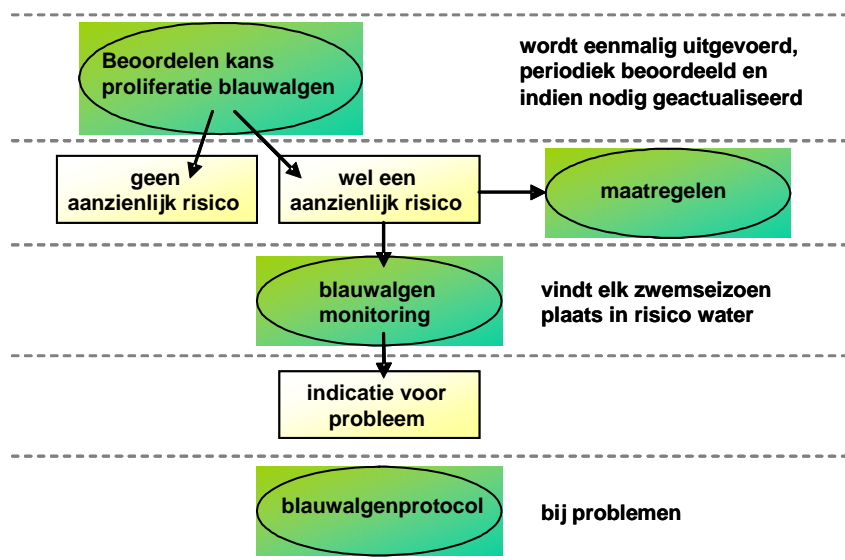 Beoordelen kans
proliferatie blauwalgen
wordt eenmalig uitgevoerd,
periodiek beoordeeld en
indien nodig geactualiseerd
geen
aanzienlijk risico
wel een
aanzienlijk risico
maatregelen
blauwalgen
monitoring
vindt elk zwemseizoen
plaats in risico water
indicatie voor
probleem
blauwalgenprotocol
bij problemen